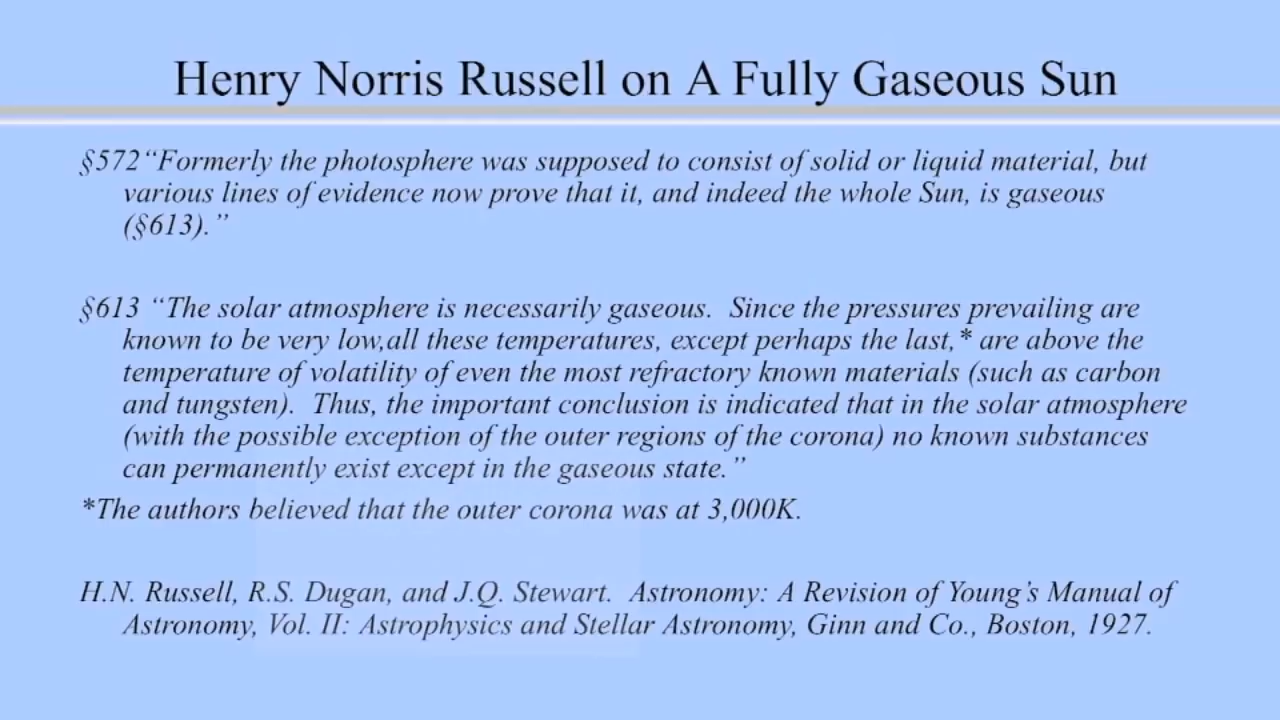 Henry Norris Russell on A Fully Gaseous Sun
§572“Formerly the photosphere was supposed to consist of solid or liquid material, but
various lines of evidence now prove that it, and indeed the whole Sun, is gaseous
(§613).”
§613 “The solar atmosphere is necessarily gaseous.  Since the pressures prevailing are
known to be very low,all these temperatures, except perhaps the last,* are above the
temperature of volatility of even the most refractory known materials (such as carbon
and tungsten).  Thus, the important conclusion is indicated that in the solar atmosphere
(with the possible exception of the outer regions of the corona) no known substances
can permanently exist except in the gaseous state.”
*The authors believed that the outer corona was at 3,000K.
H.N. Russell, R.S. Dugan, and J.Q. Stewart.  Astronomy: A Revision of Young’s Manual of
Astronomy, Vol. II: Astrophysics and Stellar Astronomy, Ginn and Co., Boston, 1927.